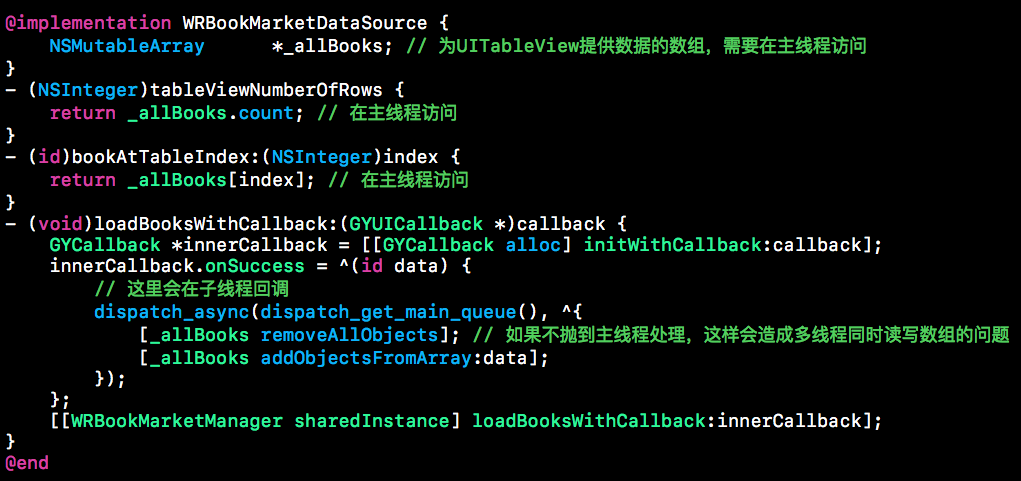 @implementation WRBookMarketDataSource {
    NSMutableArray      *_allBooks; // 为UITableView提供数据的数组，需要在主线程访问
}
- (NSInteger)tableViewNumberOfRows {
    return _allBooks.count; // 在主线程访问
}
- (id)bookAtTableIndex:(NSInteger)index {
    return _allBooks[index]; // 在主线程访问
}
- (void)loadBooksWithCallback:(GYUICallback *)callback {
    GYCallback *innerCallback = [[GYCallback alloc] initWithCallback:callback];
    innerCallback.onSuccess = ^(id data) {
        // 这里会在子线程回调
        dispatch_async(dispatch_get_main_queue(), ^{
            [_allBooks removeAllObjects]; // 如果不抛到主线程处理，这样会造成多线程同时读写数组的问题
            [_allBooks addObjectsFromArray:data];
        });
    };
    [[WRBookMarketManager sharedInstance] loadBooksWithCallback:innerCallback];
}
@end